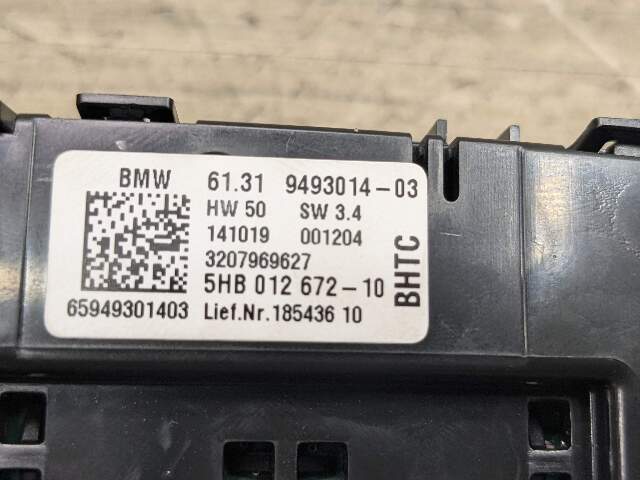 BMW 61.31 9493014-03
HW 50 SW 3.4
141019 001204
3207969627
5HB 012 672-10
65949301403 Lief.Nr.185436 10
BHTC